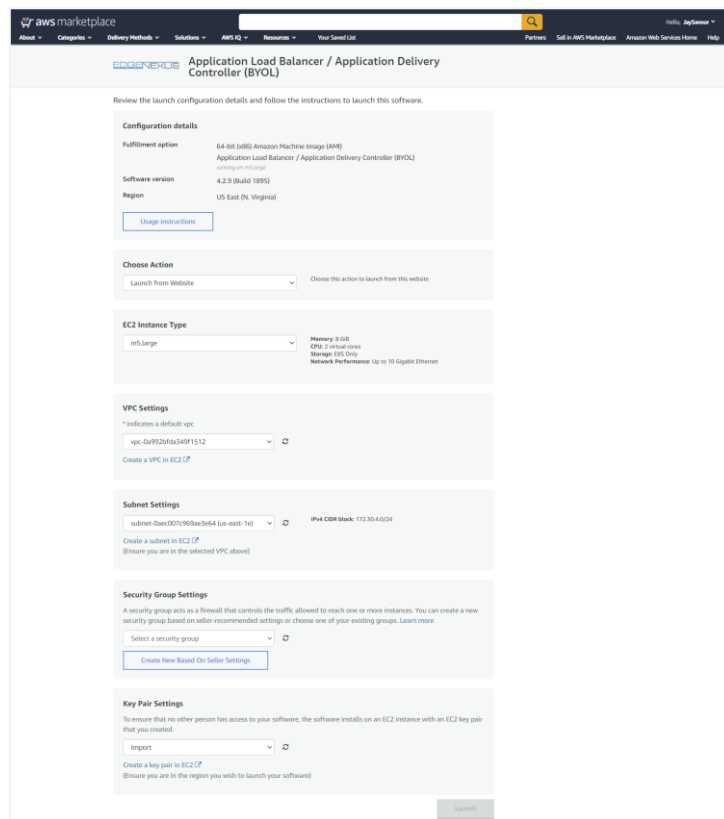 aws marketplace
Hello, JaySavoor
About Categories Delivery Methods Solutions AWS IQ Resources Your Saved List Partners Sell in AWS Marketplace Amazon Web Services Home Help
EDGENEXUS
Application Load Balancer / Application Delivery
Controller (BYOL)
Review the launch configuration details and follow the instructions to launch this software.
Configuration details
Fulfillment option
64-bit (x86) Amazon Machine Image (AMI)
Application Load Balancer / Application Delivery Controller (BYOL)
running on m5.large
Software version
4.2.9 (Build 1895)
Region
US East (N. Virginia)
Usage instructions
Choose Action
Launch from Website
Choose this action to launch from this website
EC2 Instance Type
m5.large
Memory: 8 GiB
CPU: 2 virtual cores
Storage: EBS Only
Network Performance: Up to 10 Gigabit Ethernet
VPC Settings
* indicates a default vpc
vpc-0a992bfda349f1512
Create a VPC in EC2
Subnet Settings
subnet-0aec007c969ae3e64 (us-east-1e)
IPv4 CIDR block: 172.30.4.0/24
Create a subnet in EC2
(Ensure you are in the selected VPC above)
Security Group Settings
A security group acts as a firewall that controls the traffic allowed to reach one or more instances. You can create a new
security group based on seller-recommended settings or choose one of your existing groups. Learn more
Select a security group
Create New Based On Seller Settings
Key Pair Settings
To ensure that no other person has access to your software, the software installs on an EC2 instance with an EC2 key pair
that you created.
Import
Create a key pair in EC2
(Ensure you are in the region you wish to launch your software)
Launch